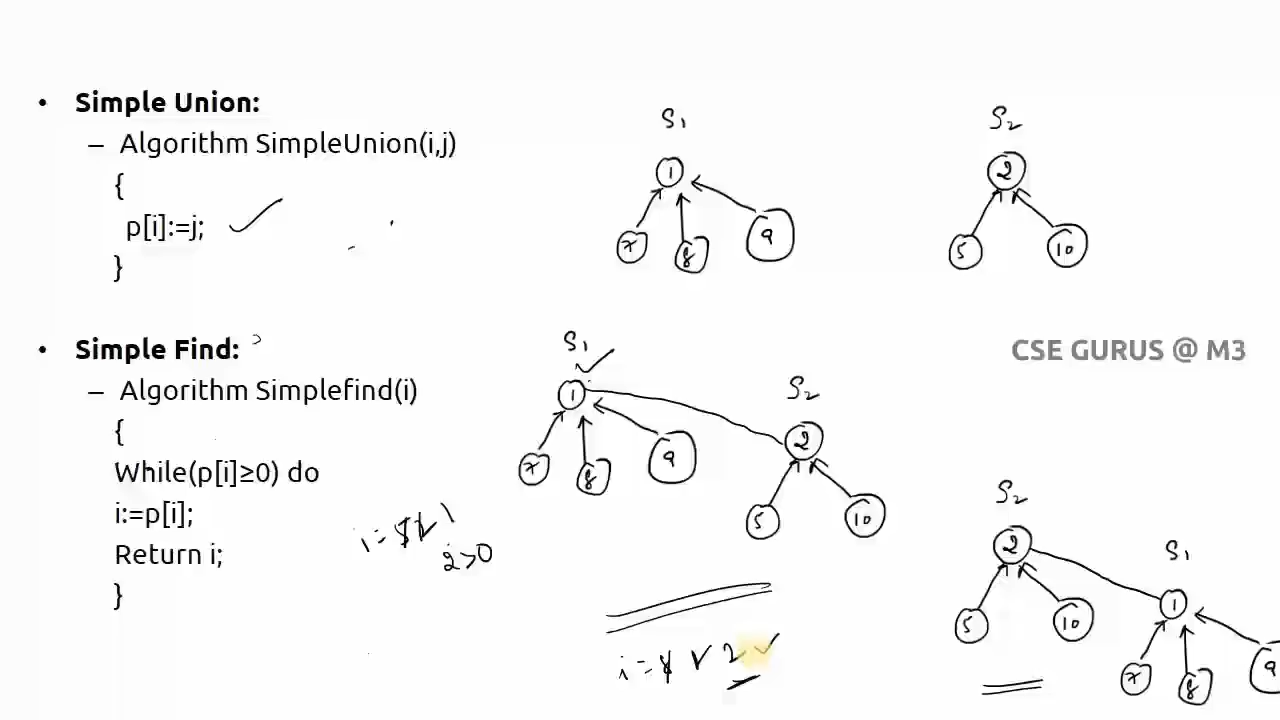 • Simple Union:
– Algorithm SimpleUnion(i,j)
{
p[i]:=j;
}
• Simple Find:
– Algorithm Simplefind(i)
{
While(p[i]≥0) do
i:=p[i];
Return i;
}
S1
1
7 8 9
S2
2
5 10
CSE GURUS @ M3
S1
1
7 8 9
S2
2
5 10
S2
2
5 10
S1
1
7 8 9
2>0
2